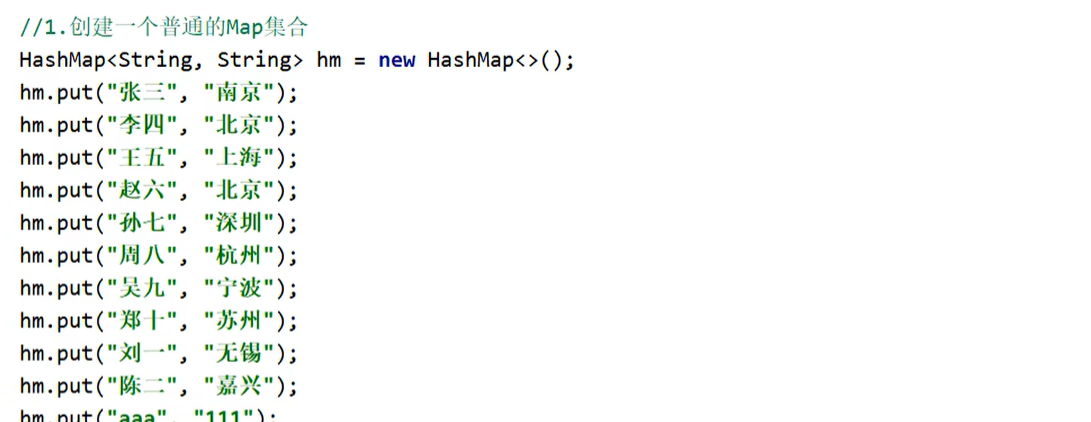 //1.创建一个普通的Map集合
HashMap<String, String> hm = new HashMap<>();
hm.put("张三", "南京");
hm.put("李四", "北京");
hm.put("王五", "上海");
hm.put("赵六", "北京");
hm.put("孙七", "深圳");
hm.put("周八", "杭州");
hm.put("吴九", "宁波");
hm.put("郑十", "苏州");
hm.put("刘一", "无锡");
hm.put("陈二", "嘉兴");
hm.put("aaa", "111");